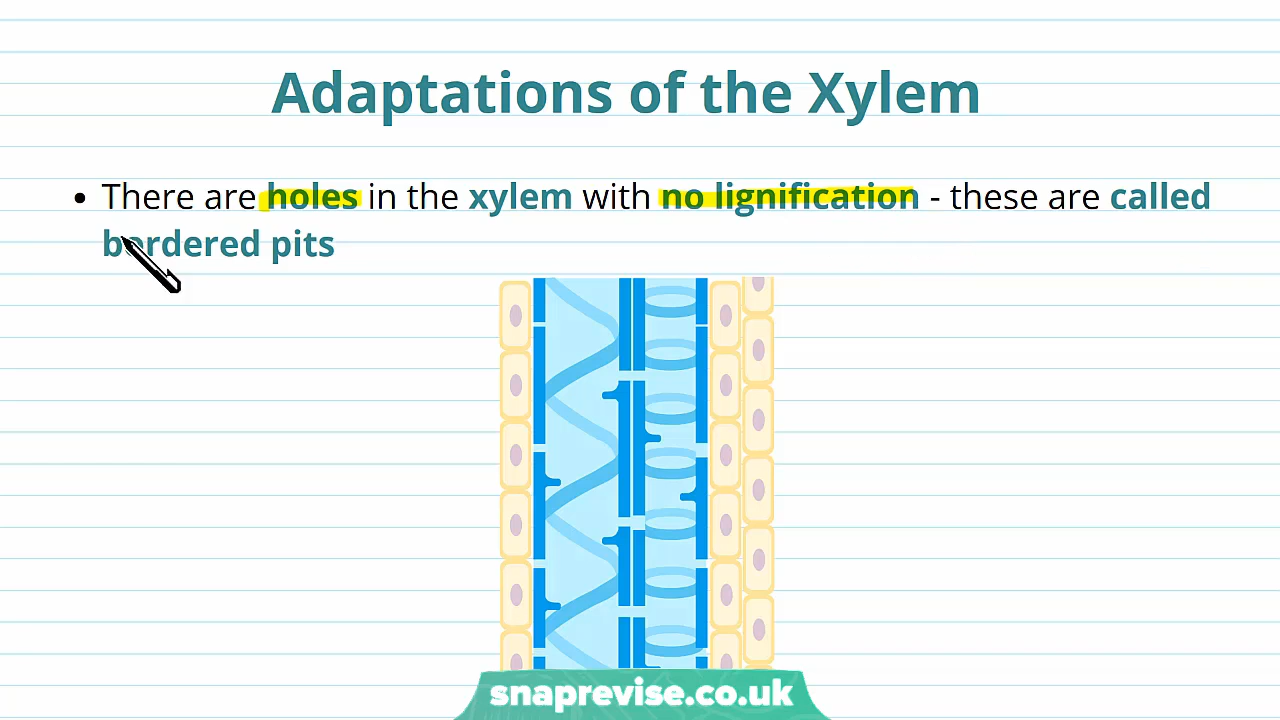 Adaptations of the Xylem
• There are holes in the xylem with no lignification - these are called
bordered pits
snaprevise.co.uk